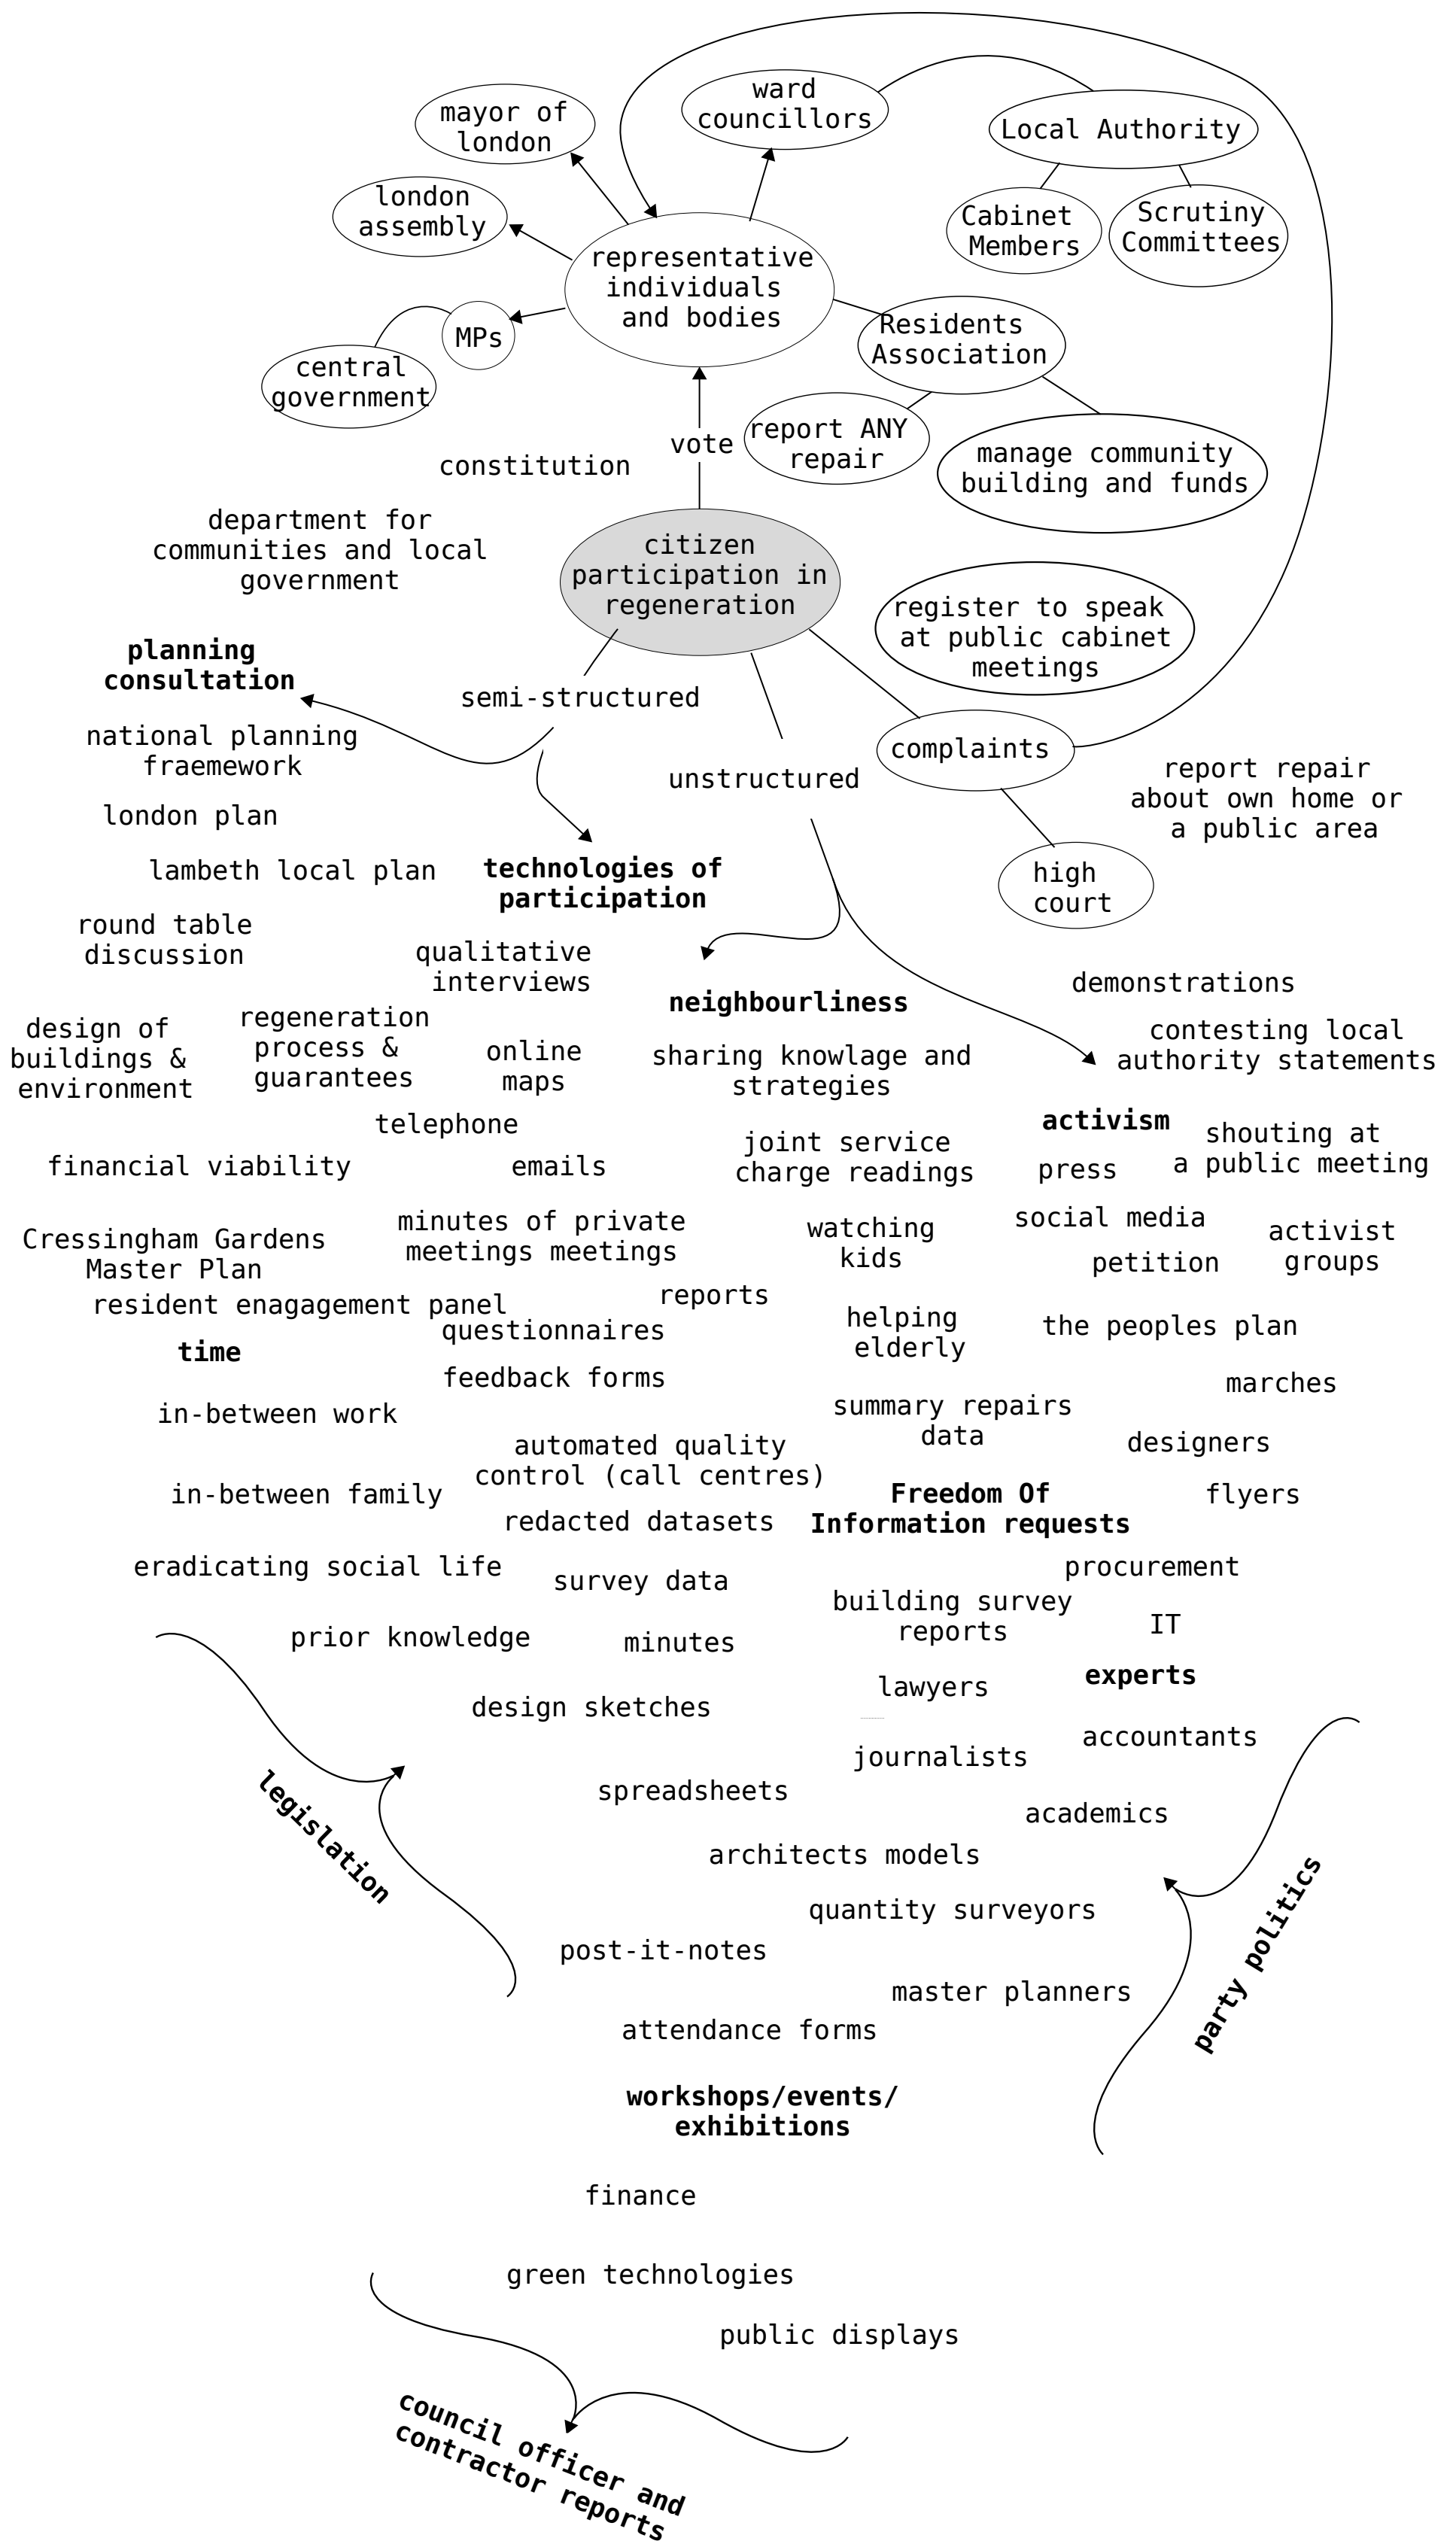 mayor of
london
ward
councillors
Local Authority
london
assembly
Cabinet
Members
Scrutiny
Committees
representative
individuals
and bodies
MPs
central
government
Residents
Association
report ANY
repair
manage community
building and funds
vote
constitution
department for
communities and local
government
citizen
participation in
regeneration
register to speak
at public cabinet
meetings
planning
consultation
semi-structured
national planning
fraemework
unstructured
complaints
report repair
about own home or
a public area
london plan
lambeth local plan
technologies of
participation
high
court
round table
discussion
qualitative
interviews
neighbourliness
demonstrations
design of
buildings &
environment
regeneration
process &
guarantees
online
maps
sharing knowlage and
strategies
contesting local
authority statements
telephone
activism
shouting at
a public meeting
financial viability
emails
joint service
charge readings
press
Cressingham Gardens
Master Plan
minutes of private
meetings meetings
watching
kids
social media
activist
groups
petition
resident enagagement panel
reports
questionnaires
helping
elderly
the peoples plan
time
feedback forms
marches
in-between work
summary repairs
data
designers
automated quality
control (call centres)
in-between family
Freedom Of
Information requests
flyers
redacted datasets
eradicating social life
survey data
procurement
building survey
reports
IT
prior knowledge
minutes
experts
lawyers
design sketches
accountants
journalists
spreadsheets
academics
legislation
architects models
party politics
quantity surveyors
post-it-notes
master planners
attendance forms
workshops/events/
exhibitions
finance
green technologies
public displays
council officer and
contractor reports